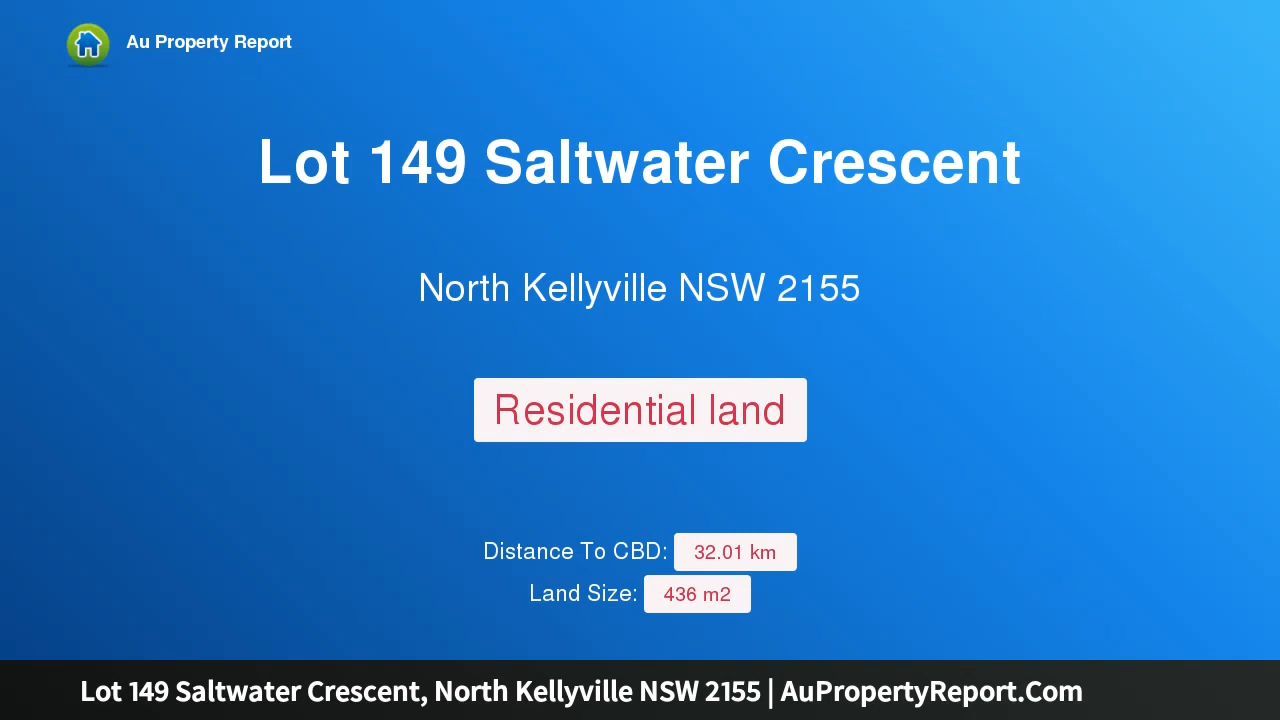 Au Property Report
Lot 149 Saltwater Crescent
North Kellyville NSW 2155
Residential land
Distance To CBD: 32.01 km
Land Size: 436 m2
Lot 149 Saltwater Crescent, North Kellyville NSW 2155 | AuPropertyReport.Com